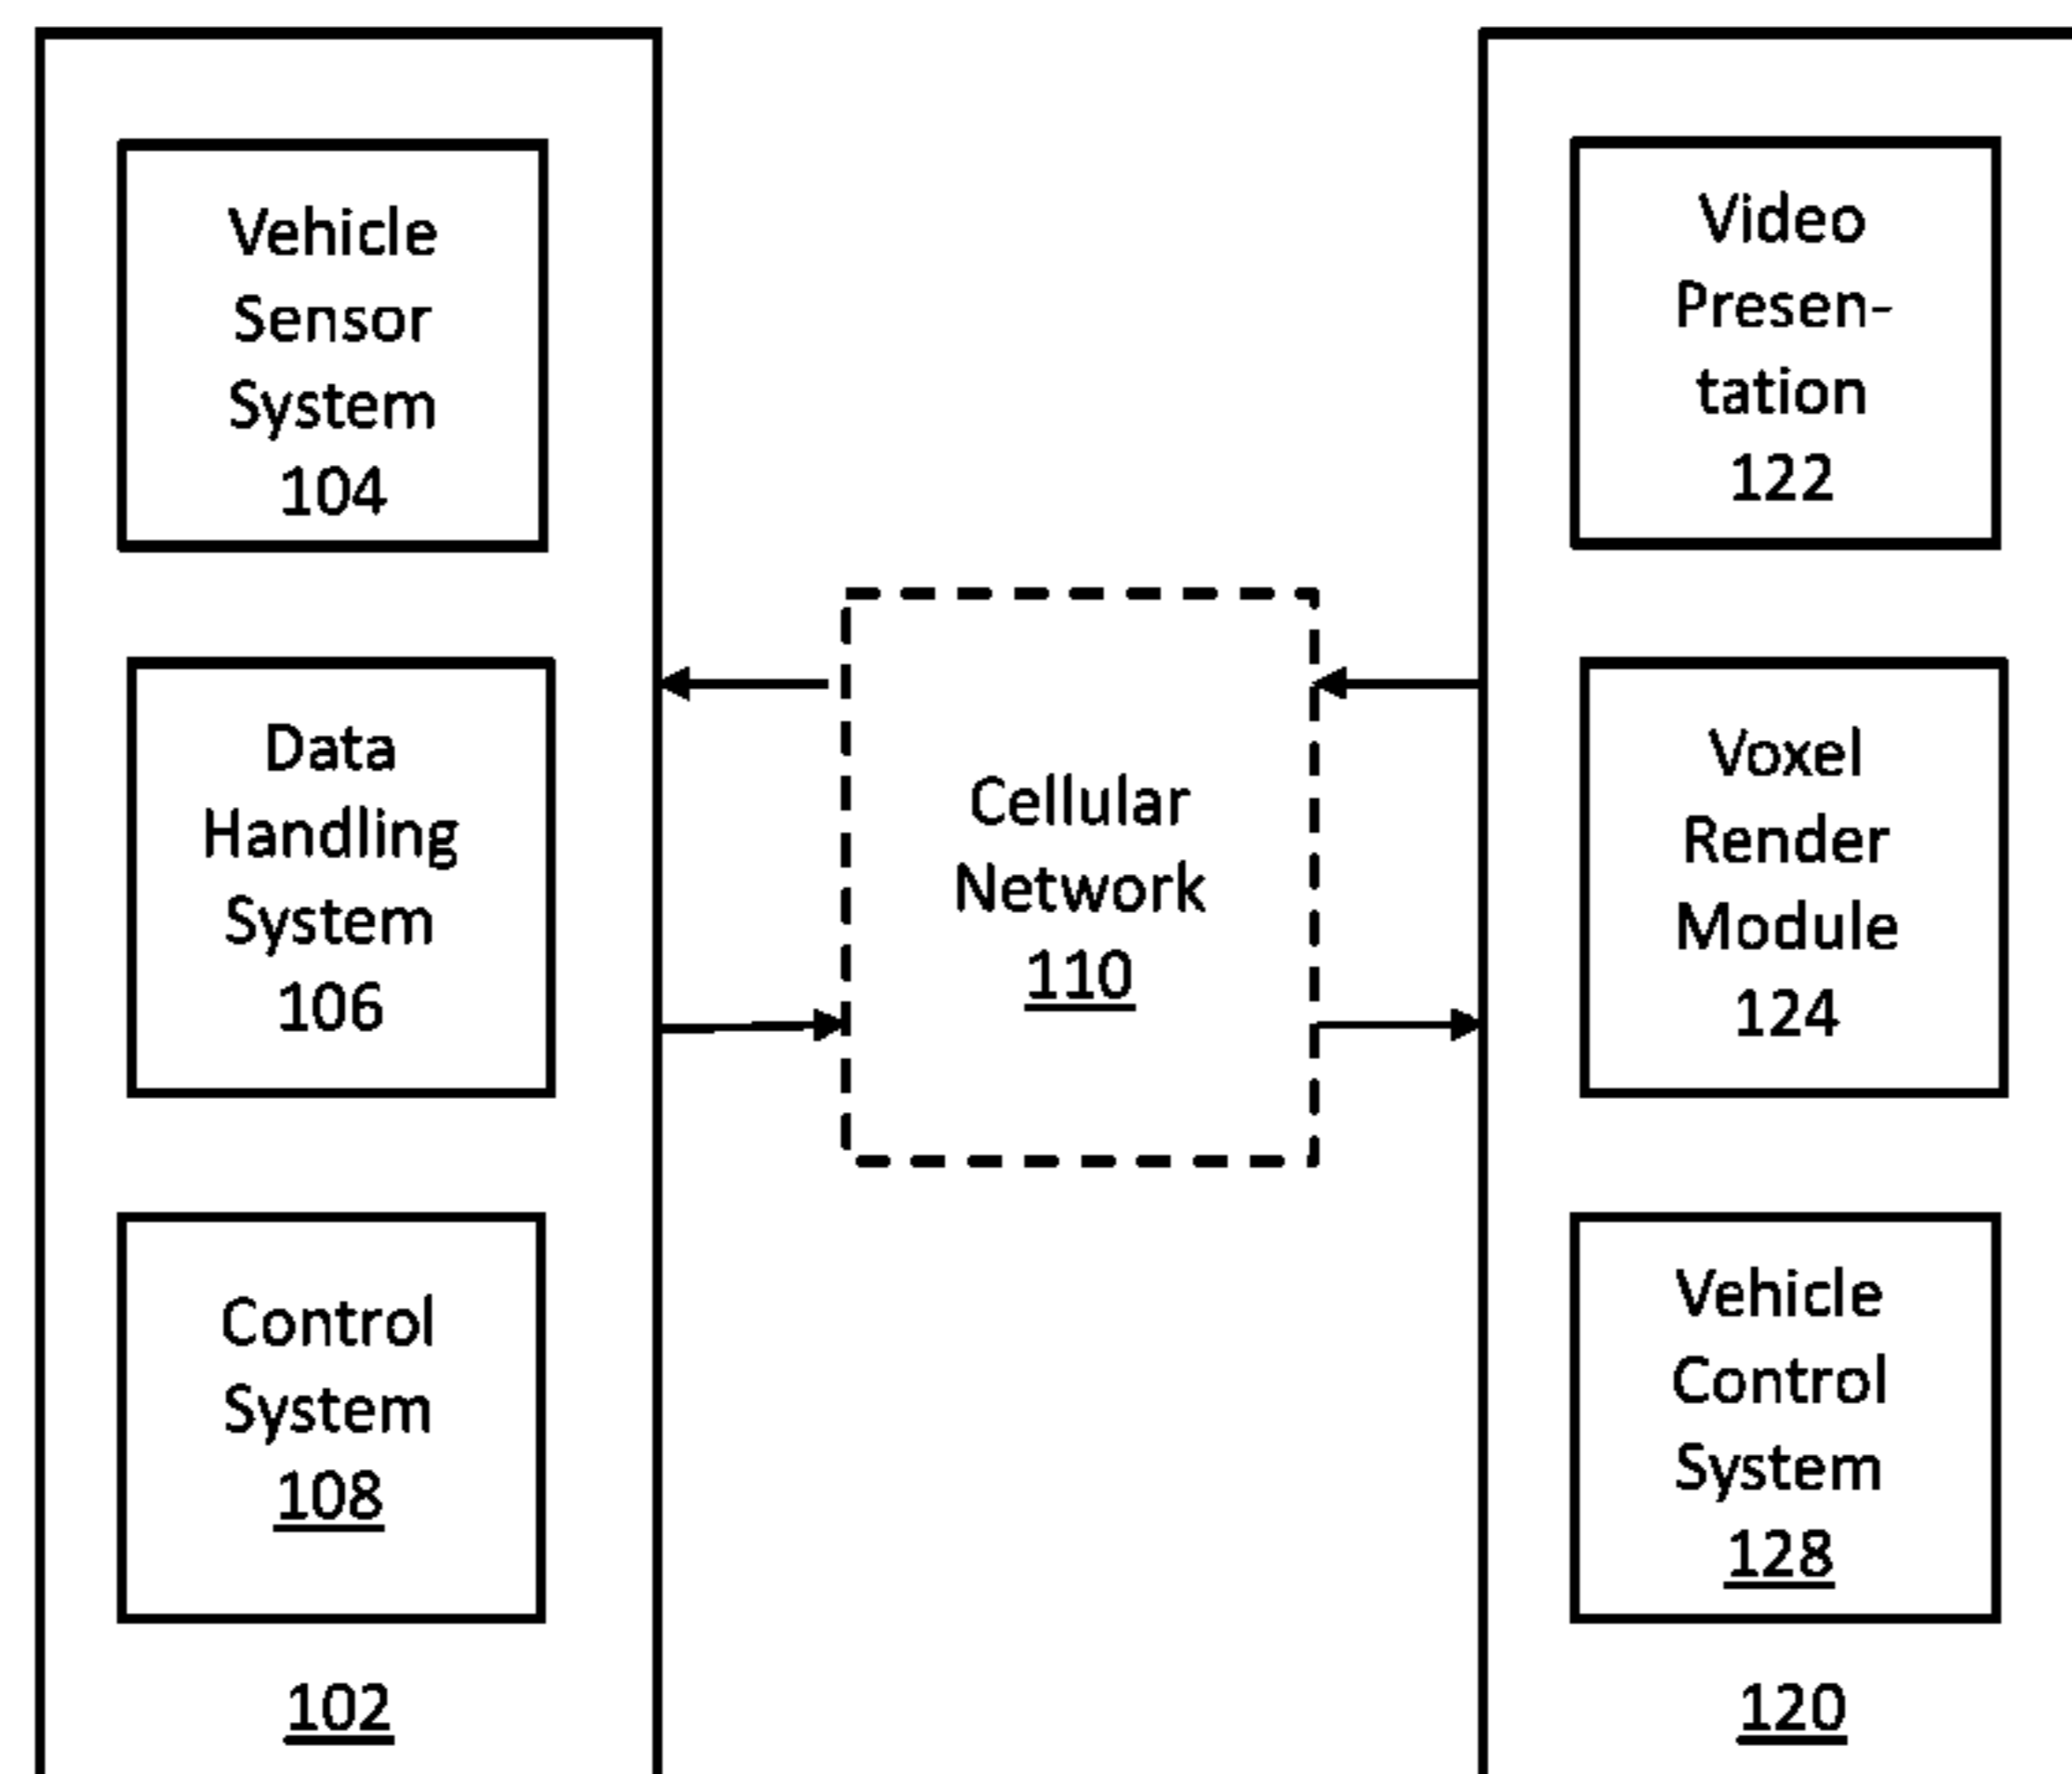 Vehicle
Sensor
System
104
Data
Handling
System
106
Control
System
108
102
Cellular
Network
110
Video
Presen-
tation
122
Voxel
Render
Module
124
Vehicle
Control
System
128
120